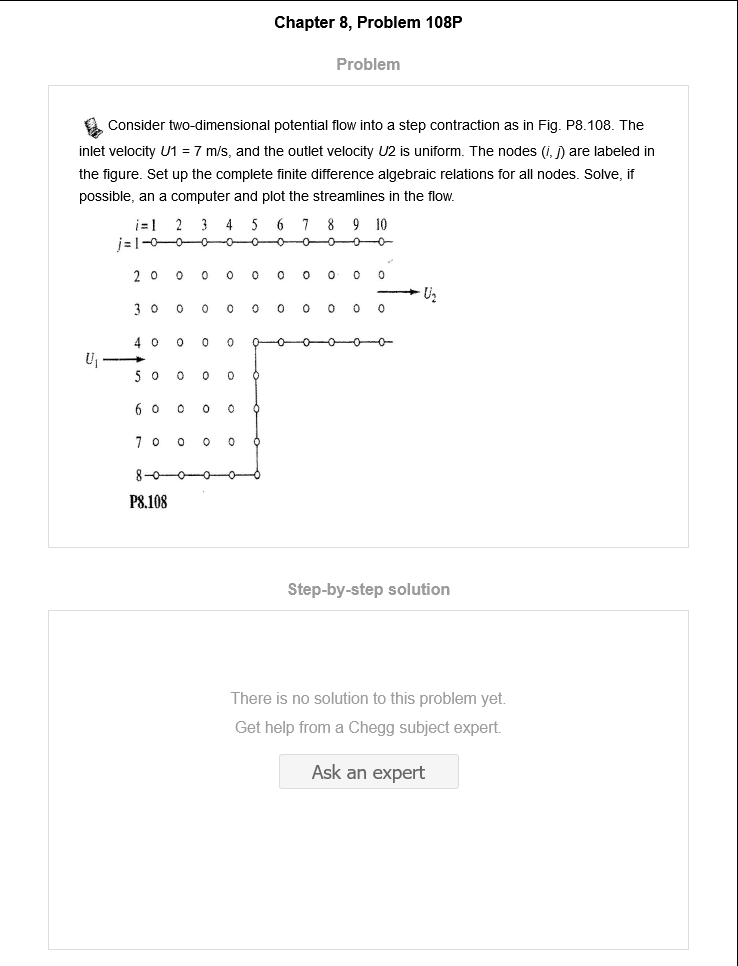 Chapter 8, Problem 108P
Problem
Consider two-dimensional potential flow into a step contraction as in Fig. P8.108. The
inlet velocity U1 = 7 m/s, and the outlet velocity U2 is uniform. The nodes (i, j) are labeled in
the figure. Set up the complete finite difference algebraic relations for all nodes. Solve, if
possible, an a computer and plot the streamlines in the flow.
i = 1 2 3 4 5 6 7 8 9 10
j = 1
2
U₂
3
4
U₁
5
6
7
8
P8.108
Step-by-step solution
There is no solution to this problem yet.
Get help from a Chegg subject expert.
Ask an expert